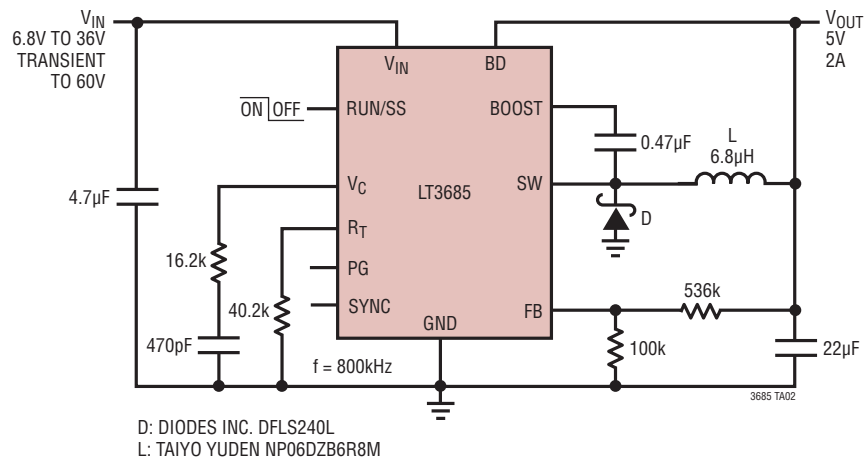 VIN
6.8V TO 36V
TRANSIENT
TO 60V
VOUT
5V
2A
VIN
BD
ON OFF
RUN/SS
BOOST
0.47µF
L
6.8µH
4.7µF
VC
LT3685
SW
D
RT
16.2k
PG
40.2k
SYNC
FB
536k
GND
470pF
f = 800kHz
100k
22µF
3685 TA02
D: DIODES INC. DFLS240L
L: TAIYO YUDEN NP06DZB6R8M